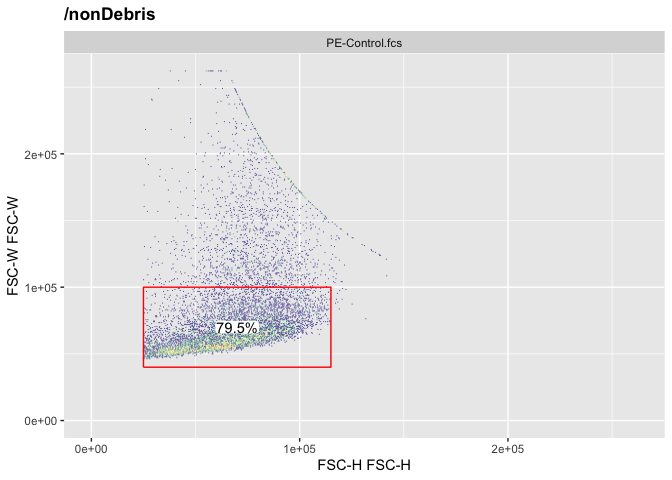 /nonDebris
PE-Control.fcs
2e+05
FSC-W FSC-W
1e+05
79.5%
0e+00
0e+00
1e+05
2e+05
FSC-H FSC-H